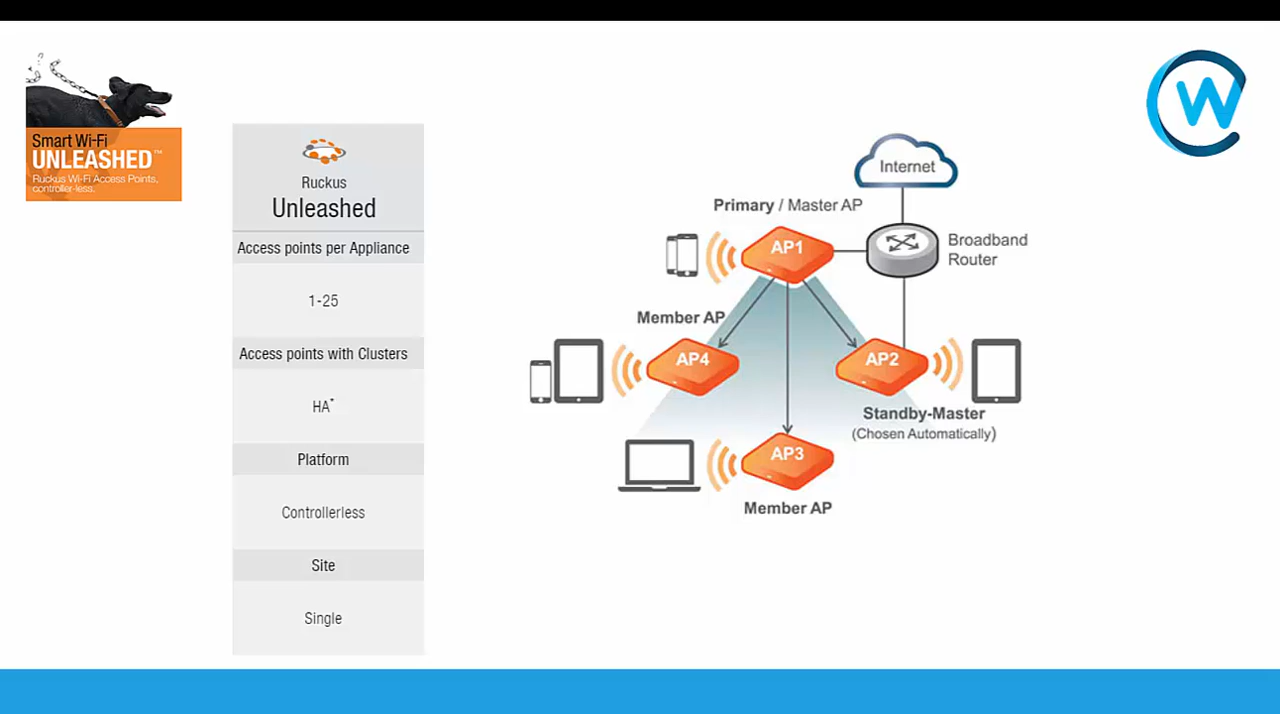 Smart Wi-Fi
UNLEASHED™
Ruckus Wi-Fi Access Points,
controller-less.
Ruckus
Unleashed
Access points per Appliance
1-25
Access points with Clusters
HA*
Platform
Controllerless
Site
Single
W
Internet
Primary / Master AP
AP1
Broadband
Router
Member AP
AP4
AP2
Standby-Master
(Chosen Automatically)
AP3
Member AP